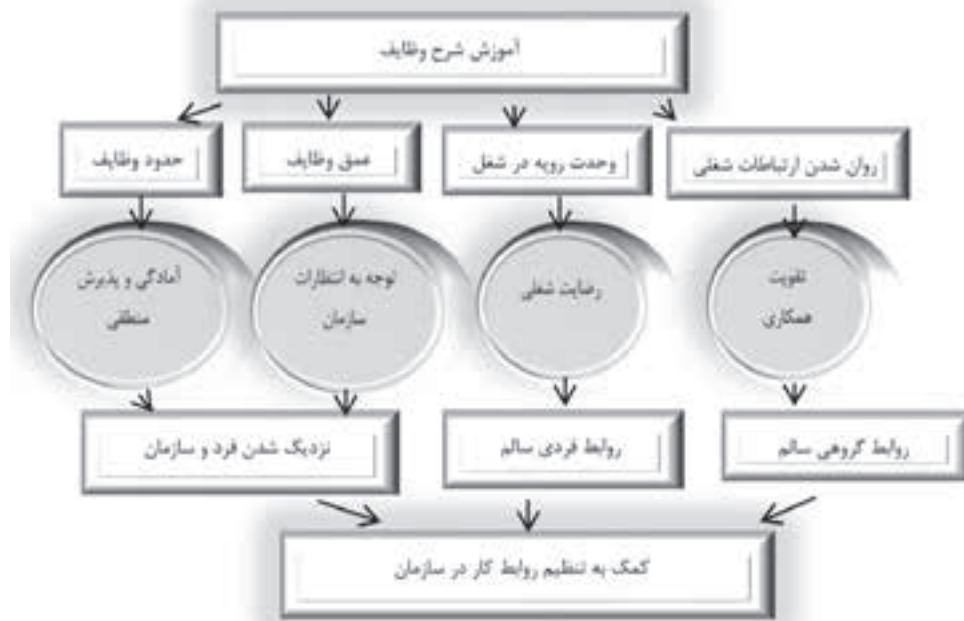 آموزش شرح وظایف
روان شدن ارتباطات شغلی
وحدت رویه در شغل
عمق وظایف
حدود وظایف
تقویت
همکاری
رضایت شغلی
توجه به انتظارات
سازمان
آمادگی و پذیرش
منطقی
روابط گروهی سالم
روابط فردی سالم
نزدیک شدن فرد و سازمان
کمک به تنظیم روابط کار در سازمان